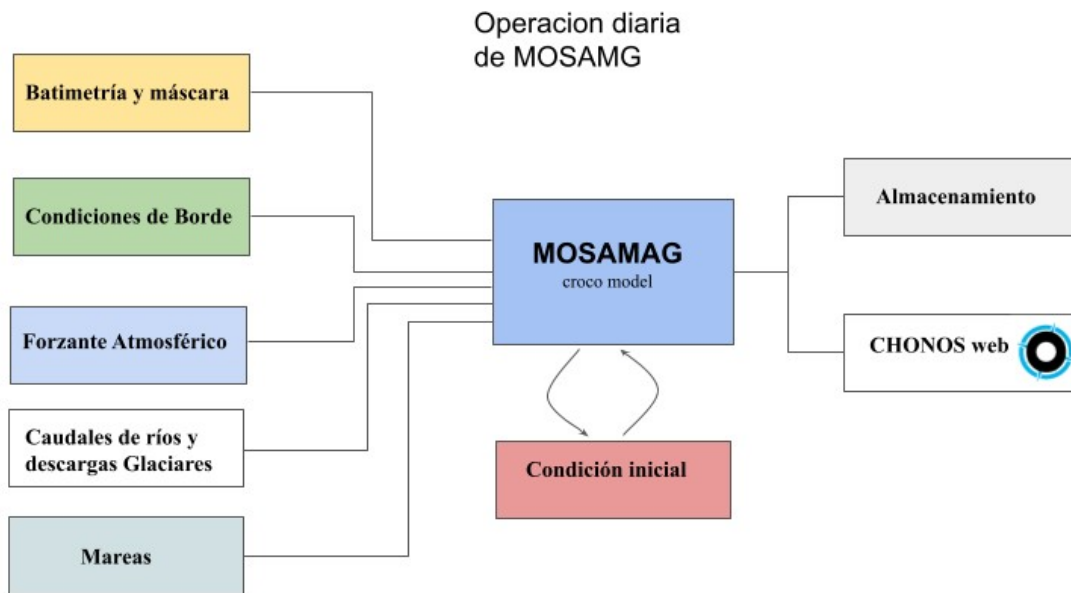 Operacion diaria
de MOSAMG
Batimetría y máscara
Condiciones de Borde
Forzante Atmosférico
Caudales de ríos y
descargas Glaciares
Mareas
MOSAMAG
croco model
Condición inicial
Almacenamiento
CHONOS web